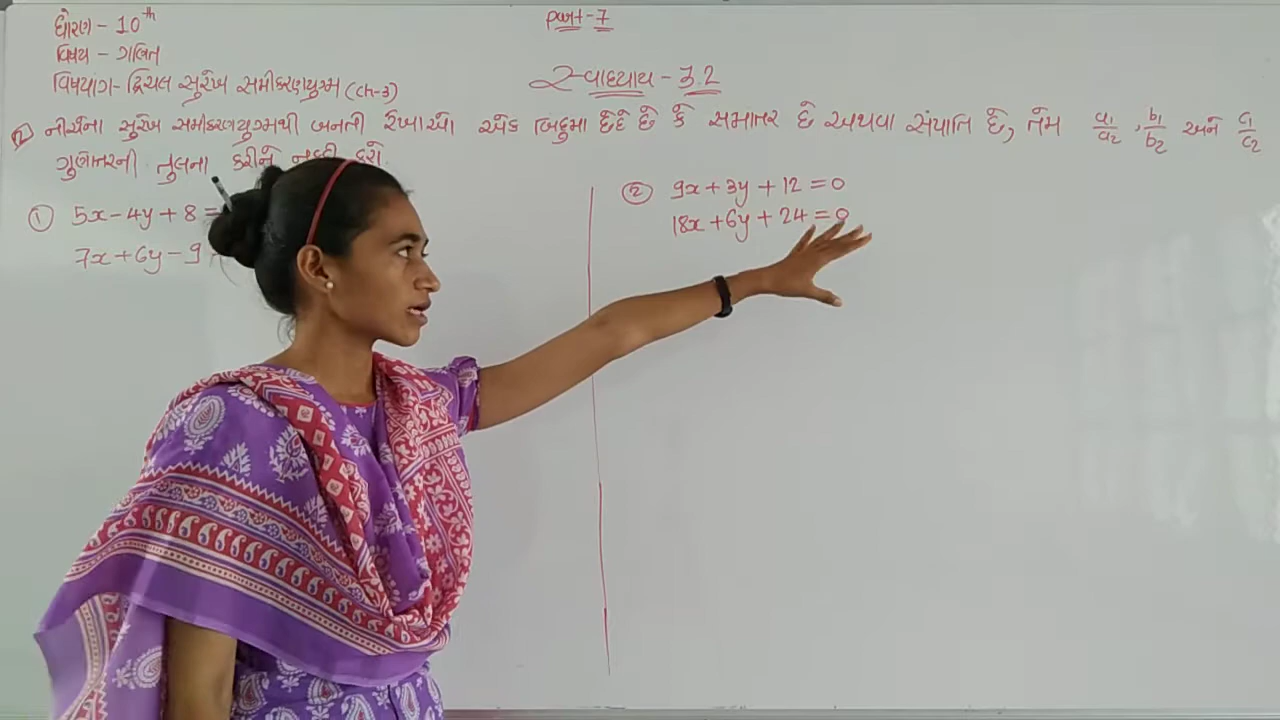 ધોરણ - 10th
વિષય - ગણિત
વિષયાંગ - દ્વિચલ સુરેખ સમીકરણયુગ્મ (ch-3)
part - 7
સ્વાધ્યાય - 3.2
નીચેના સુરેખ સમીકરણયુગ્મથી બનતી રેખાઓ એક બિંદુમા છેદે છે કે સમાંતર છે અથવા સંપાતિ છે, તેમ a1/a2, b1/b2 અને c1/c2
ગુણોત્તરની તુલના કરીને નક્કી કરો.
① 5x - 4y + 8 =
7x + 6y - 9
② 9x + 3y + 12 = 0
18x + 6y + 24 = 0